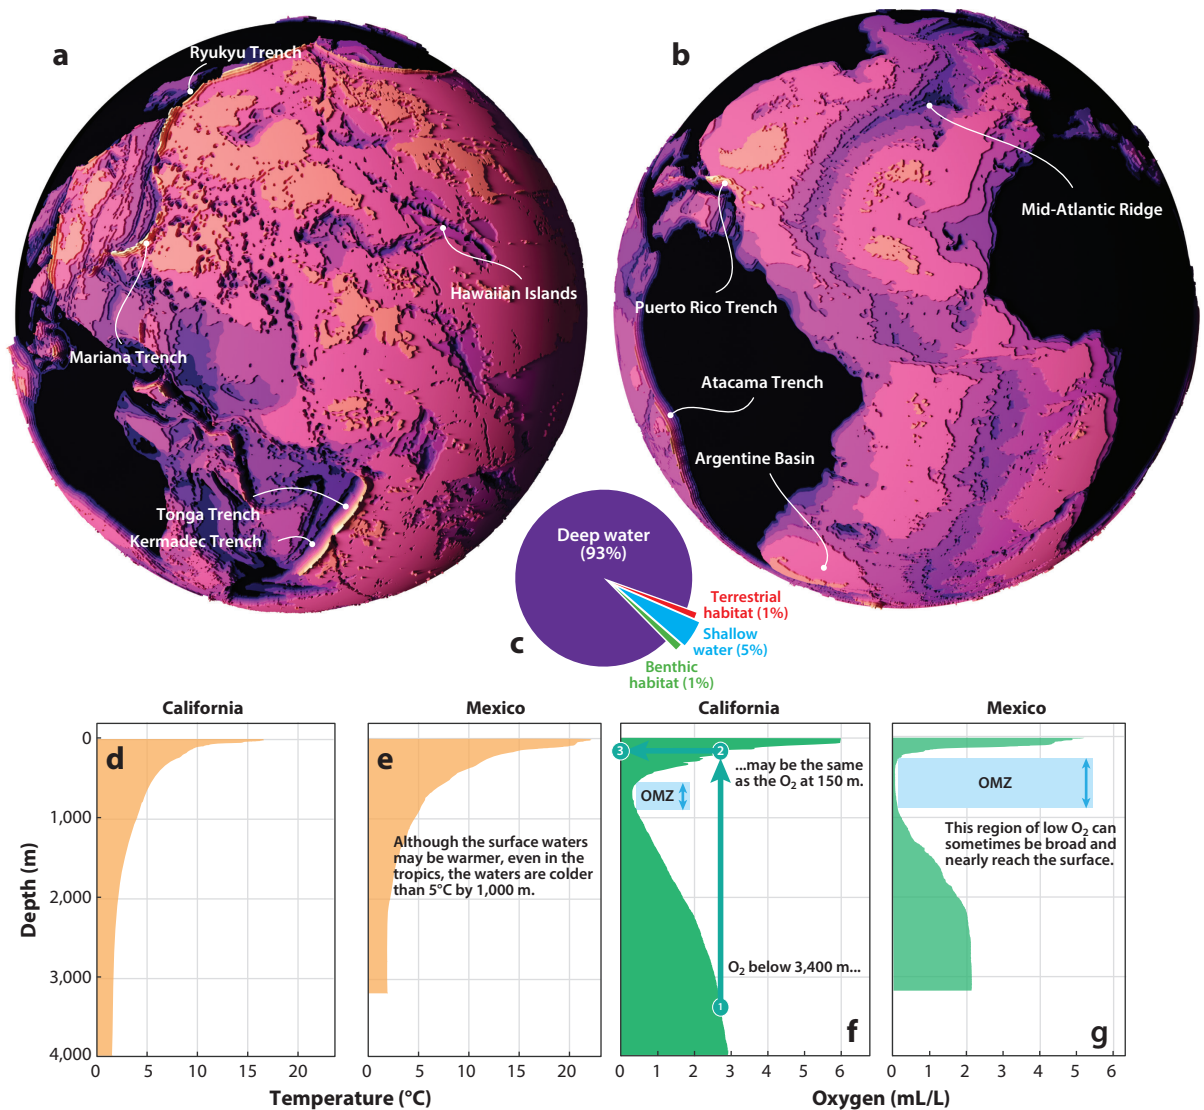 a
Ryukyu Trench
Hawaiian Islands
Mariana Trench
Tonga Trench
Kermadec Trench
b
Mid-Atlantic Ridge
Puerto Rico Trench
Atacama Trench
Argentine Basin
c
Deep water
(93%)
Terrestrial
habitat (1%)
Shallow
water (5%)
Benthic
habitat (1%)
California
Mexico
California
Mexico
Depth (m)
0
1,000
2,000
3,000
4,000
d
0
5
10
15
20
e
Although the surface waters
may be warmer, even in the
tropics, the waters are colder
than 5°C by 1,000 m.
0
5
10
15
20
Temperature (°C)
3
2
...may be the same
as the O₂ at 150 m.
OMZ
O₂ below 3,400 m...
1
f
0
1
2
3
4
5
6
OMZ
This region of low O₂ can
sometimes be broad and
nearly reach the surface.
g
0
1
2
3
4
5
6
Oxygen (mL/L)